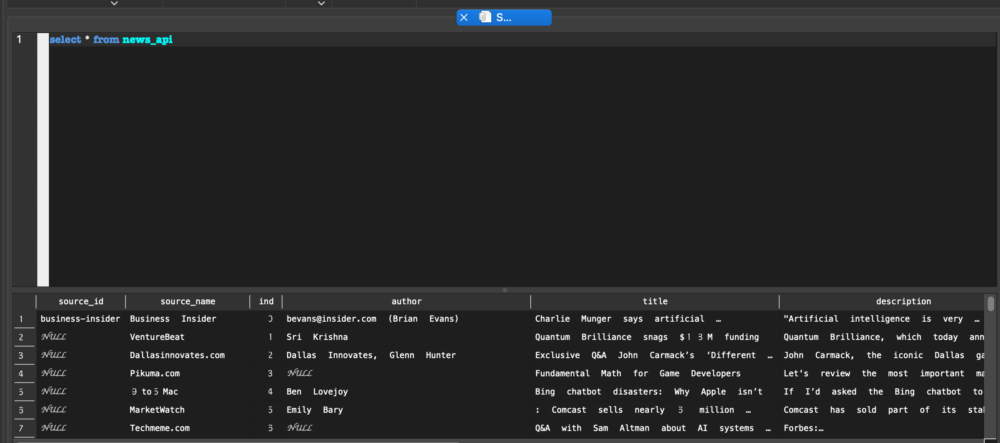 S...
1 select * from news_api
source_id source_name ind author title description
1 business-insider Business Insider 0 bevans@insider.com (Brian Evans) Charlie Munger says artificial … "Artificial intelligence is very …
2 NULL VentureBeat 1 Sri Krishna Quantum Brilliance snags $18M funding Quantum Brilliance, which today ann
3 NULL Dallasinnovates.com 2 Dallas Innovates, Glenn Hunter Exclusive Q&A John Carmack’s ‘Different … John Carmack, the iconic Dallas ga
4 NULL Pikuma.com 3 NULL Fundamental Math for Game Developers Let's review the most important ma
5 NULL 9to5Mac 4 Ben Lovejoy Bing chatbot disasters: Why Apple isn’t If I’d asked the Bing chatbot to
6 NULL MarketWatch 5 Emily Bary : Comcast sells nearly 6 million … Comcast has sold part of its sta
7 NULL Techmeme.com 6 NULL Q&A with Sam Altman about AI systems … Forbes:…